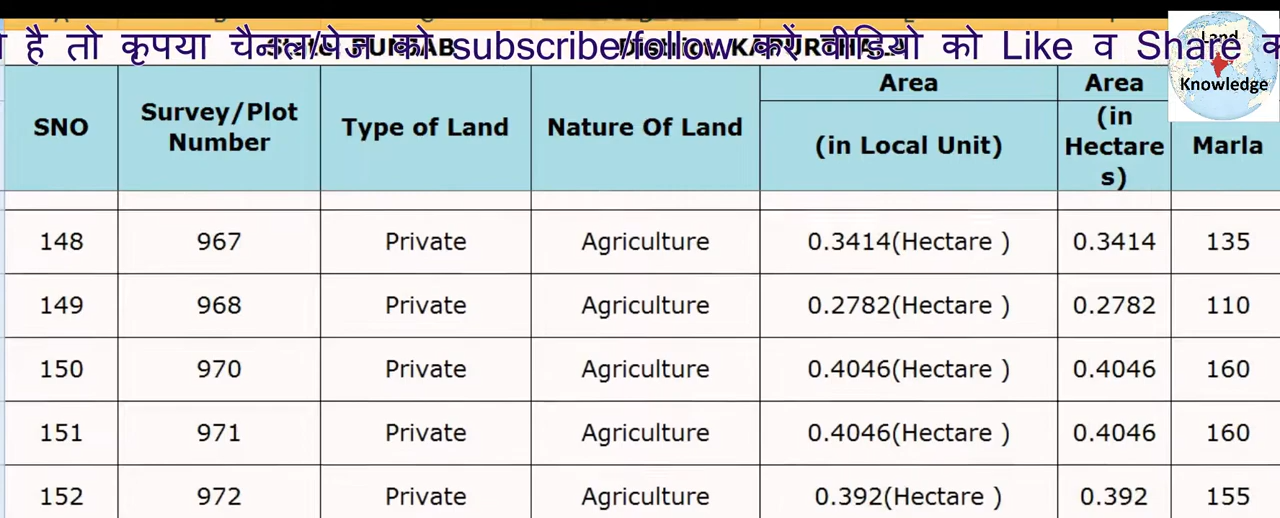 है तो कृपया चैनल/पेज को subscribe/follow करें वीडियो को Like व Share
Land
Knowledge
SNO Survey/Plot Number Type of Land Nature Of Land Area (in Local Unit) Area (in Hectare s) Marla
148 967 Private Agriculture 0.3414(Hectare ) 0.3414 135
149 968 Private Agriculture 0.2782(Hectare ) 0.2782 110
150 970 Private Agriculture 0.4046(Hectare ) 0.4046 160
151 971 Private Agriculture 0.4046(Hectare ) 0.4046 160
152 972 Private Agriculture 0.392(Hectare ) 0.392 155